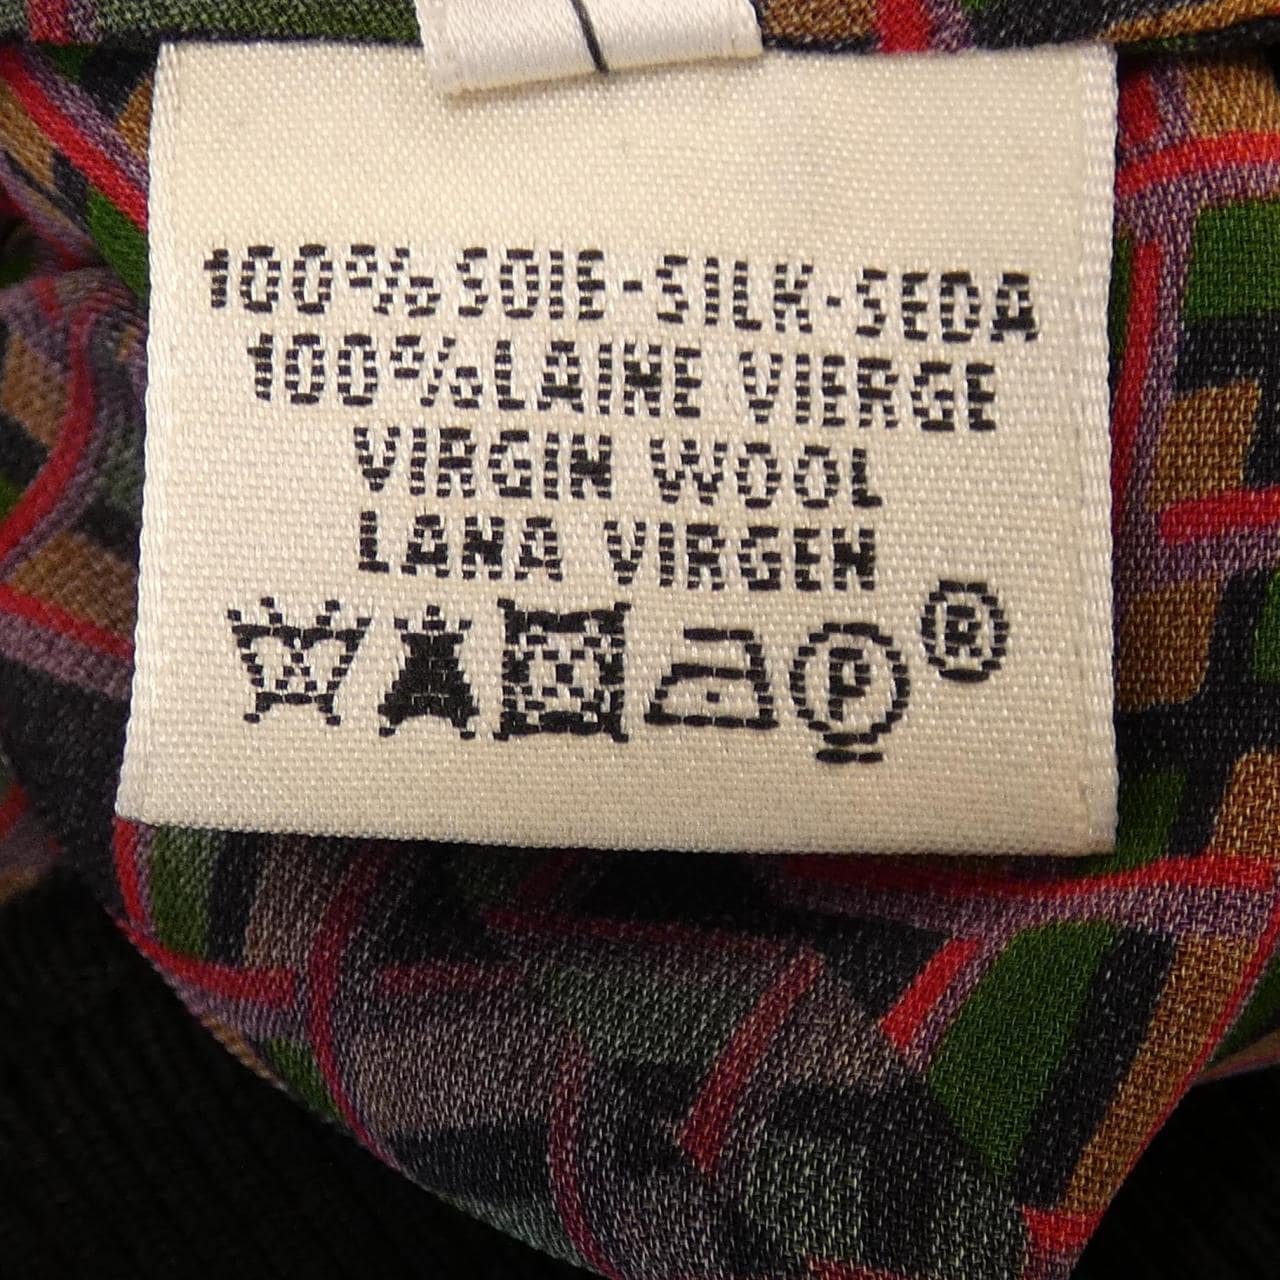 100% SOIE-SILK-SEDA
100% LAINE VIERGE
VIRGIN WOOL
LANA VIRGEN
P ®